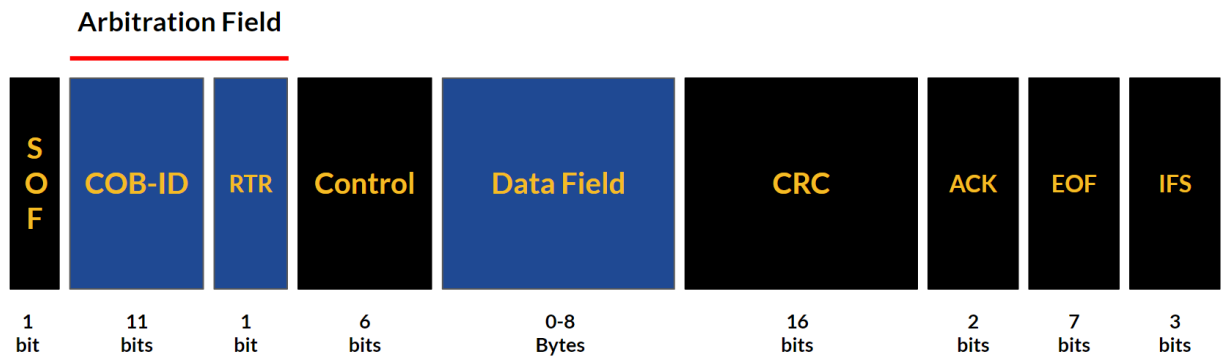 Arbitration Field
S
O
F
COB-ID
RTR
Control
Data Field
CRC
ACK
EOF
IFS
1
bit
11
bits
1
bit
6
bits
0-8
Bytes
16
bits
2
bits
7
bits
3
bits